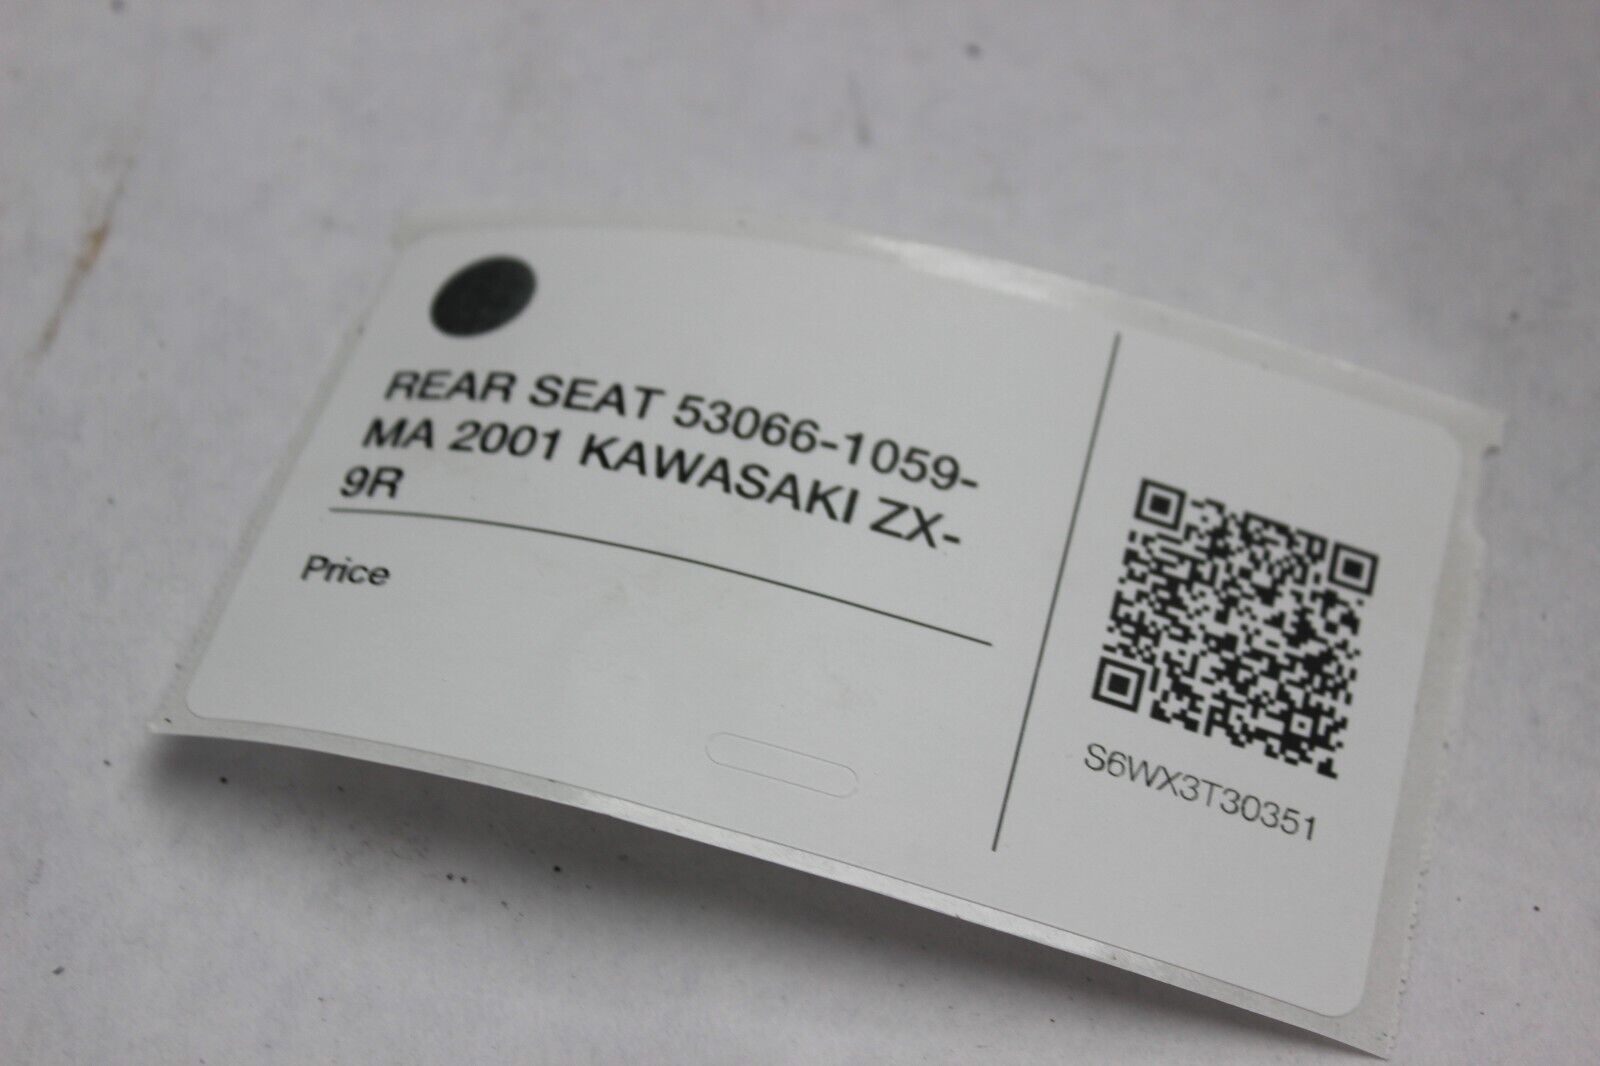 REAR SEAT 53066-1059-
MA 2001 KAWASAKI ZX-
9R
Price
S6WX3T30351